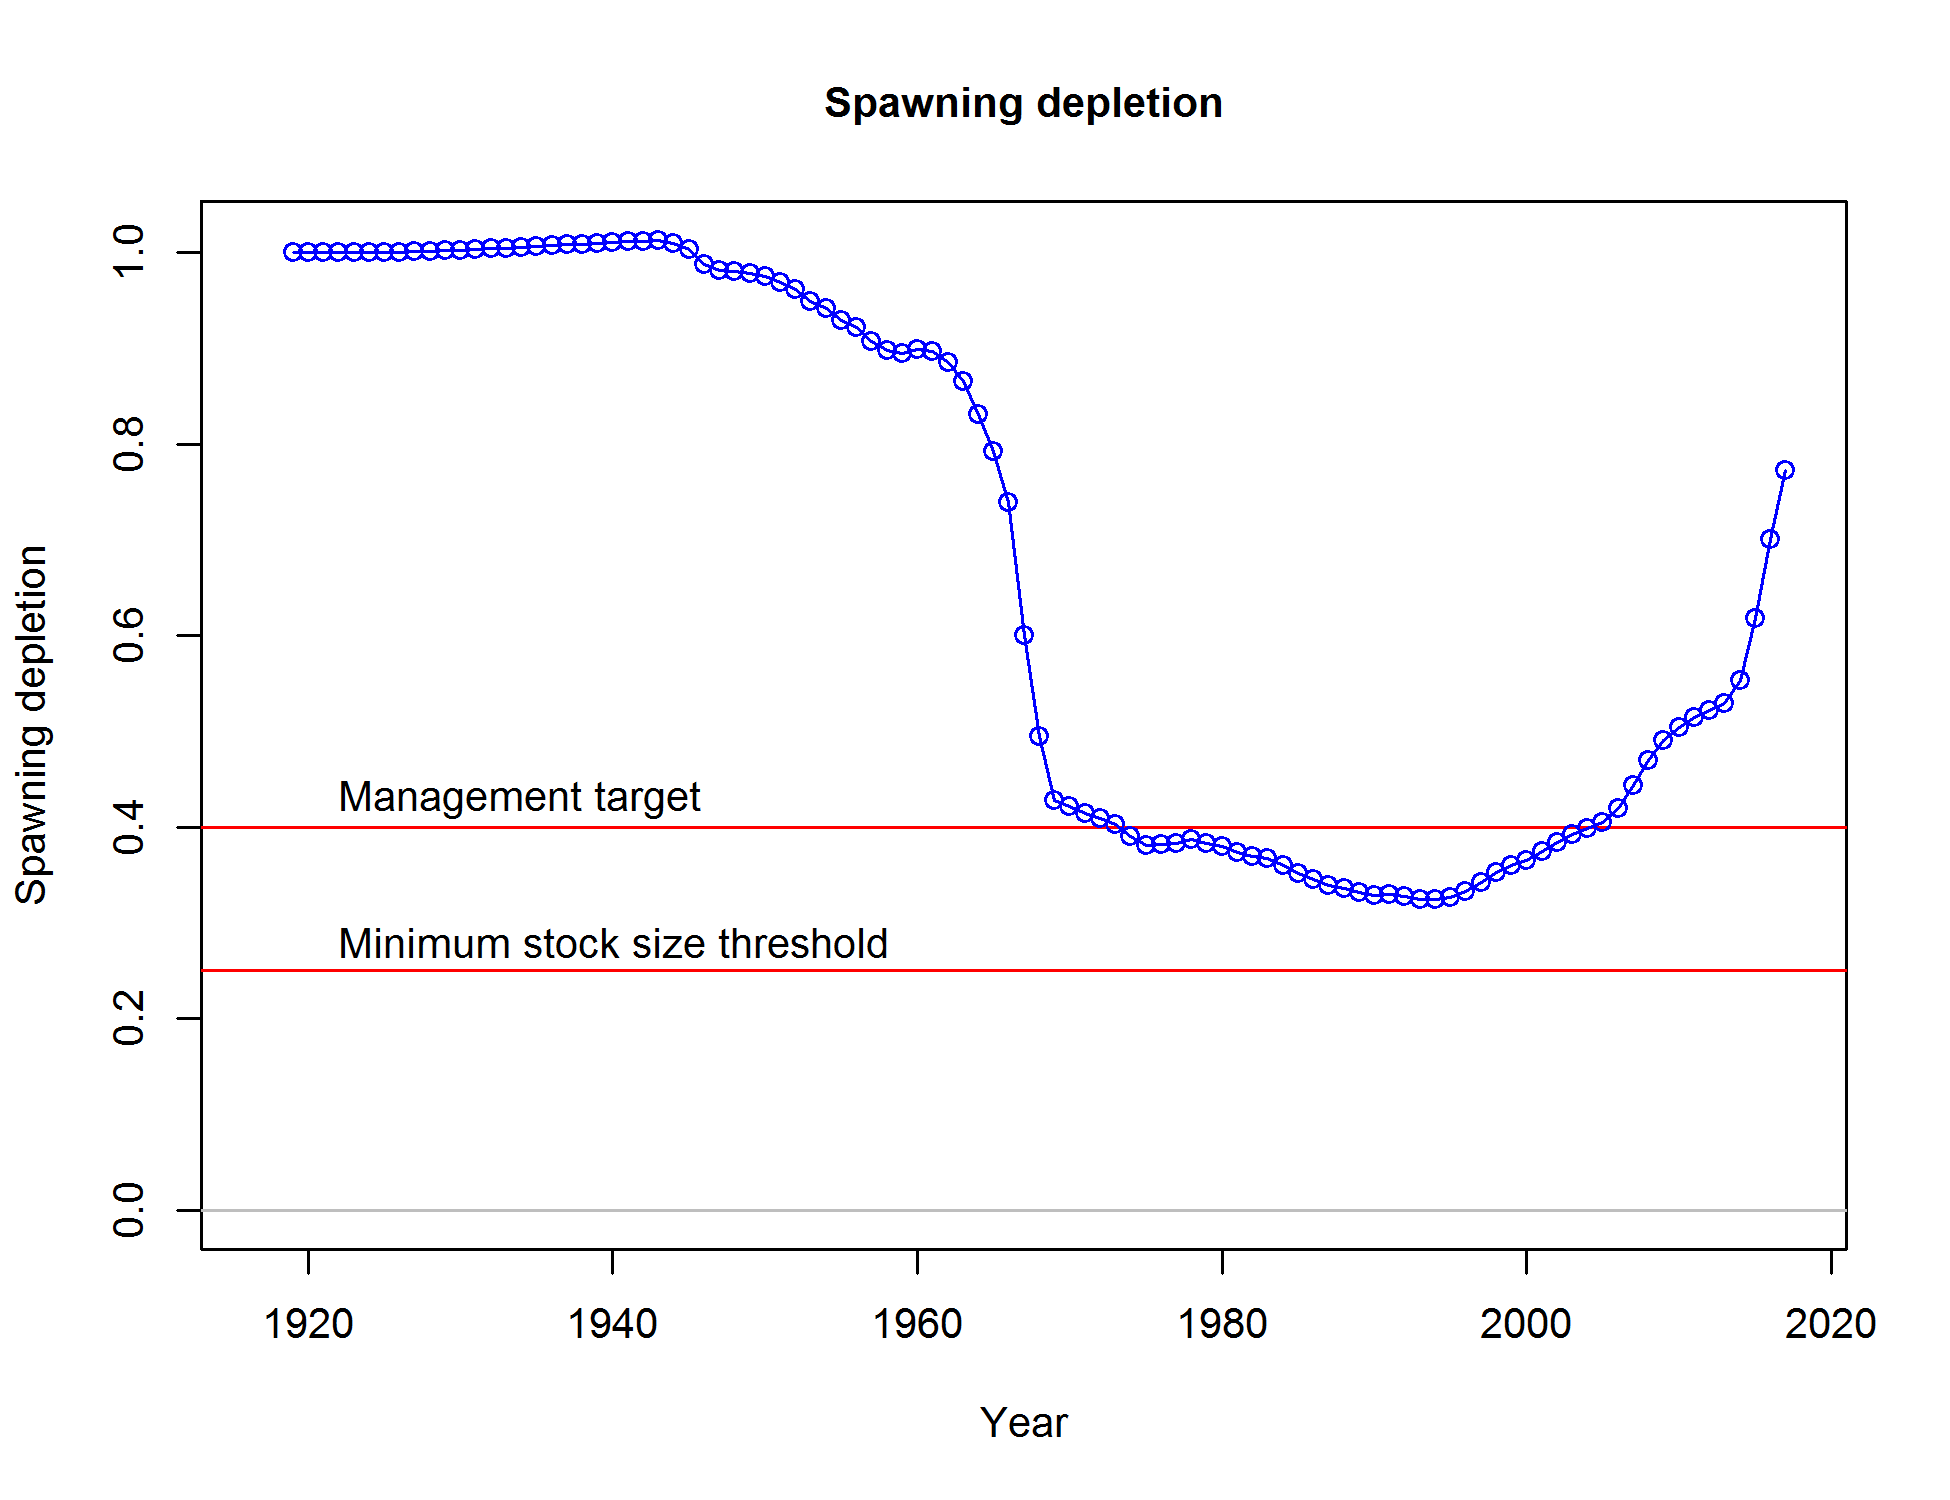 Spawning depletion
Spawning depletion
1.0
0.8
0.6
0.4
0.2
0.0
Management target
Minimum stock size threshold
1920 1940 1960 1980 2000 2020
Year